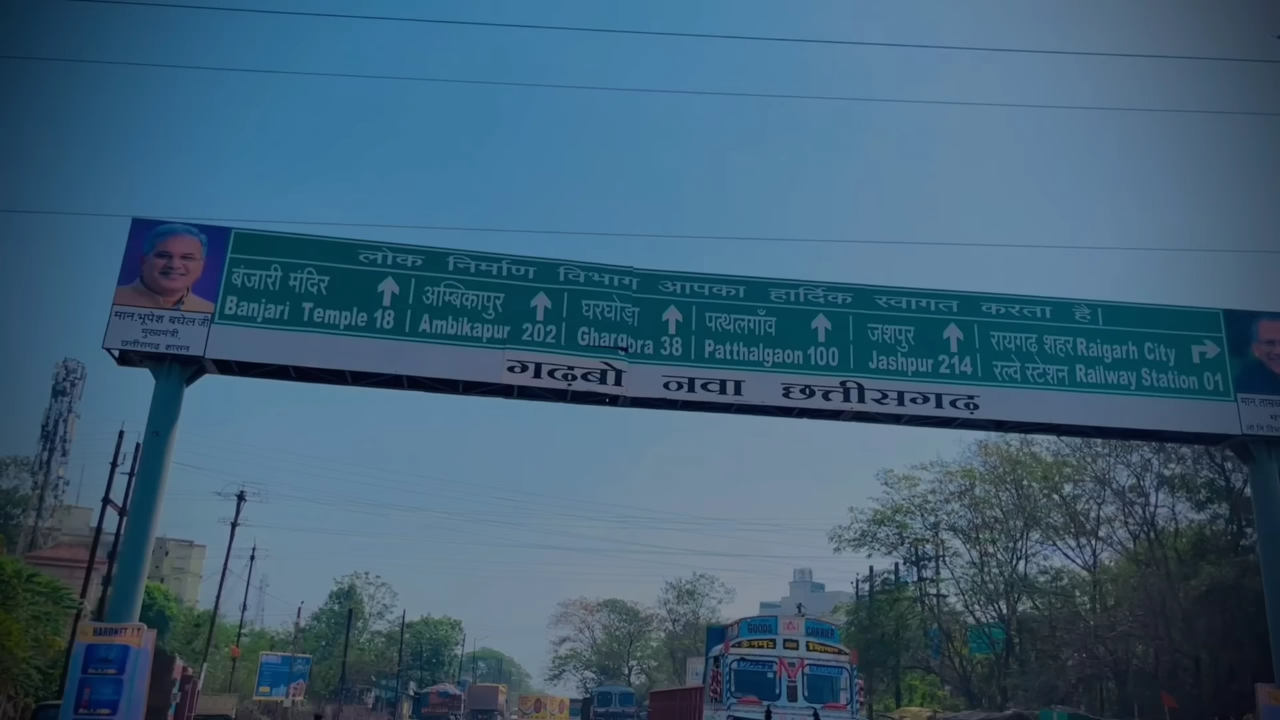 लोक निर्माण विभाग आपका हार्दिक स्वागत करता है|
बंजारी मंदिर
Banjari Temple 18
अम्बिकापुर
Ambikapur 202
घरघोड़ा
Gharghora 38
पत्थलगाँव
Patthalgaon 100
जशपुर
Jashpur 214
रायगढ़ शहर Raigarh City
रल्वे स्टेशन Railway Station 01
गढ़बो नवा छत्तीसगढ़
मान.भूपेश बघेल जी
मुख्यमंत्री,
छत्तीसगढ़ शासन
HARDNET I.T
GOODS CARRIER